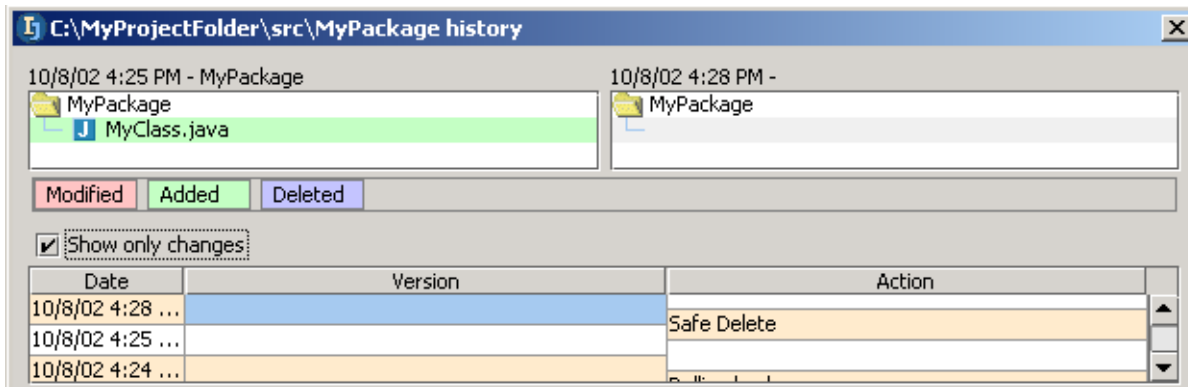 C:\MyProjectFolder\src\MyPackage history
10/8/02 4:25 PM - MyPackage
10/8/02 4:28 PM -
MyPackage
MyClass.java
MyPackage
Modified Added Deleted
Show only changes
Date Version Action
10/8/02 4:28 ...
Safe Delete
10/8/02 4:25 ...
10/8/02 4:24 ...